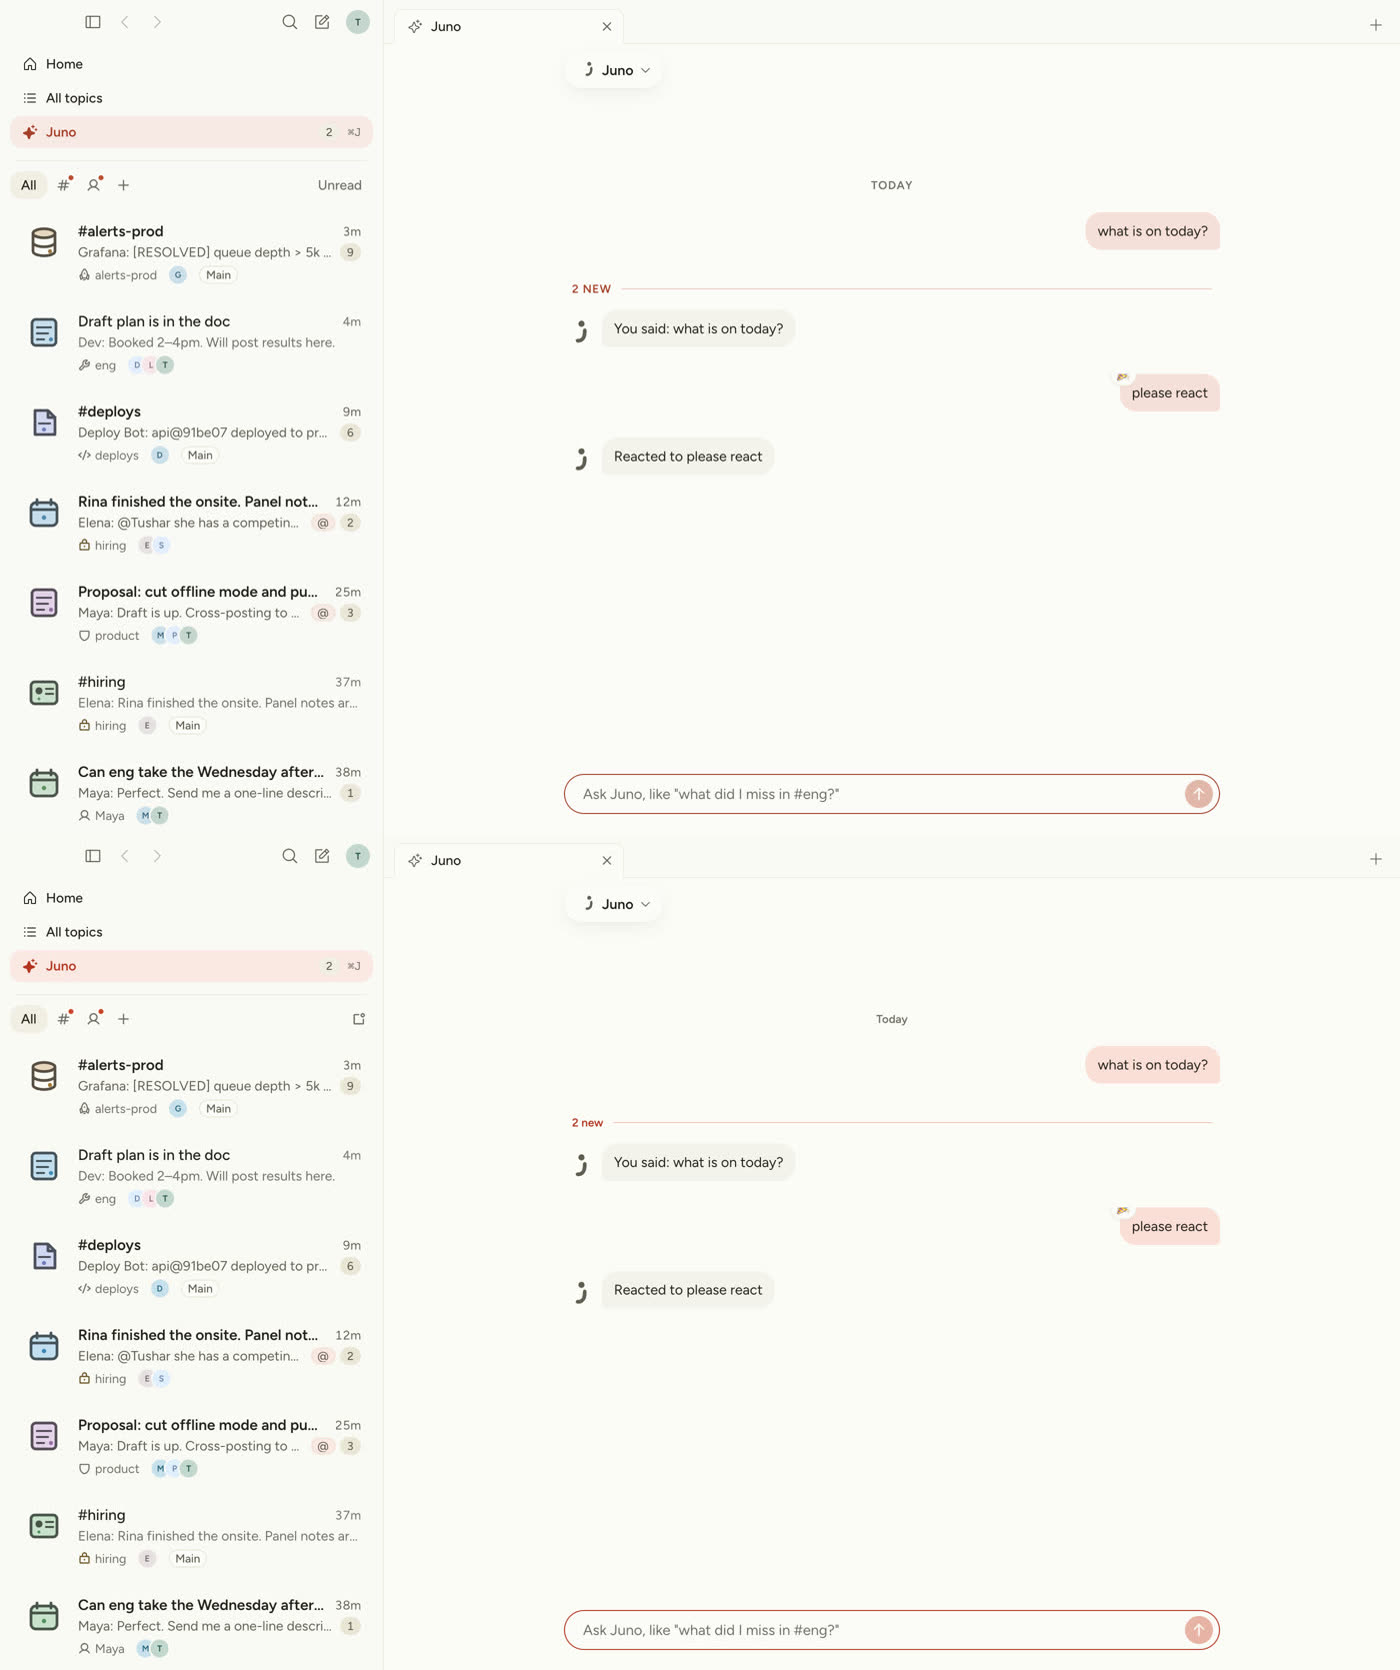 T
Home
All topics
Juno 2 ⌘J
All Unread
#alerts-prod 3m
Grafana: [RESOLVED] queue depth > 5k ... 9
alerts-prod G Main
Draft plan is in the doc 4m
Dev: Booked 2–4pm. Will post results here.
eng D L T
#deploys 9m
Deploy Bot: api@91be07 deployed to pr... 6
deploys D Main
Rina finished the onsite. Panel not... 12m
Elena: @Tushar she has a competin... @ 2
hiring E S
Proposal: cut offline mode and pu... 25m
Maya: Draft is up. Cross-posting to ... @ 3
product M P T
#hiring 37m
Elena: Rina finished the onsite. Panel notes ar...
hiring E Main
Can eng take the Wednesday after... 38m
Maya: Perfect. Send me a one-line descri... 1
Maya M T
Juno
Juno
TODAY
what is on today?
2 NEW
You said: what is on today?
please react
Reacted to please react
Ask Juno, like "what did I miss in #eng?"
T
Home
All topics
Juno 2 ⌘J
All
#alerts-prod 3m
Grafana: [RESOLVED] queue depth > 5k ... 9
alerts-prod G Main
Draft plan is in the doc 4m
Dev: Booked 2–4pm. Will post results here.
eng D L T
#deploys 9m
Deploy Bot: api@91be07 deployed to pr... 6
deploys D Main
Rina finished the onsite. Panel not... 12m
Elena: @Tushar she has a competin... @ 2
hiring E S
Proposal: cut offline mode and pu... 25m
Maya: Draft is up. Cross-posting to ... @ 3
product M P T
#hiring 37m
Elena: Rina finished the onsite. Panel notes ar...
hiring E Main
Can eng take the Wednesday after... 38m
Maya: Perfect. Send me a one-line descri... 1
Maya M T
Juno
Juno
Today
what is on today?
2 new
You said: what is on today?
please react
Reacted to please react
Ask Juno, like "what did I miss in #eng?"